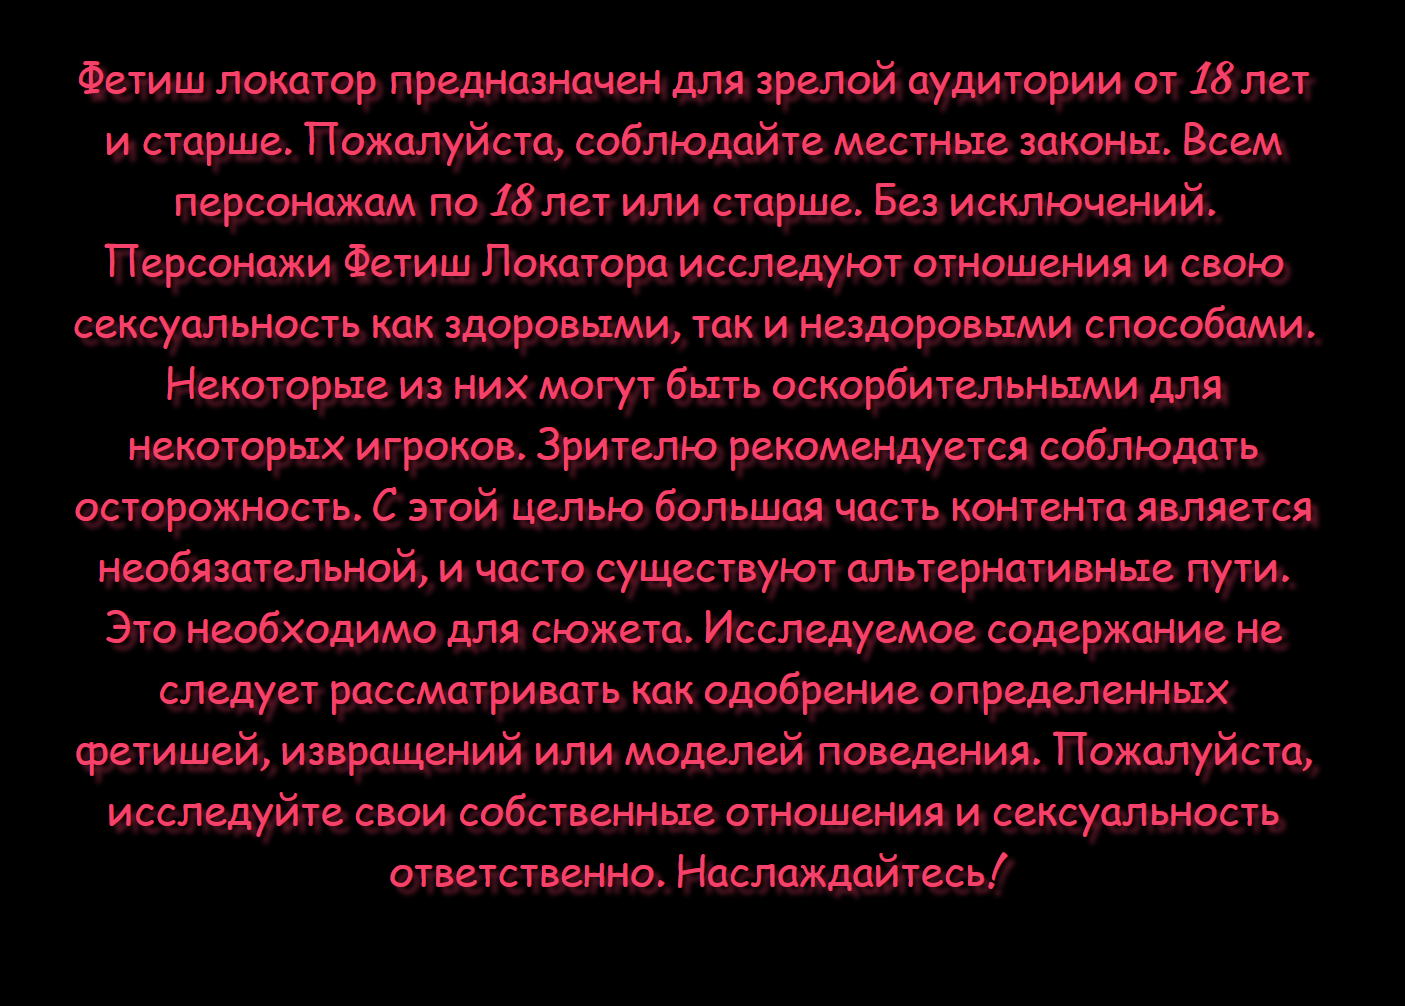 Фетиш локатор предназначен для зрелой аудитории от 18 лет
и старше. Пожалуйста, соблюдайте местные законы. Всем
персонажам по 18 лет или старше. Без исключений.
Персонажи Фетиш Локатора исследуют отношения и свою
сексуальность как здоровыми, так и нездоровыми способами.
Некоторые из них могут быть оскорбительными для
некоторых игроков. Зрителю рекомендуется соблюдать
осторожность. С этой целью большая часть контента является
необязательной, и часто существуют альтернативные пути.
Это необходимо для сюжета. Исследуемое содержание не
следует рассматривать как одобрение определенных
фетишей, извращений или моделей поведения. Пожалуйста,
исследуйте свои собственные отношения и сексуальность
ответственно. Наслаждайтесь!